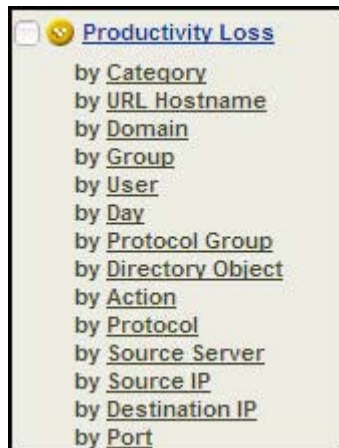 Productivity Loss
by Category
by URL Hostname
by Domain
by Group
by User
by Day
by Protocol Group
by Directory Object
by Action
by Protocol
by Source Server
by Source IP
by Destination IP
by Port